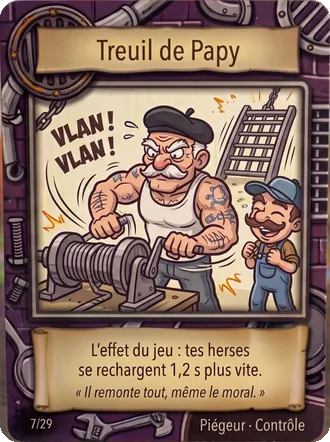 Treuil de Papy
VLAN !
VLAN !
L'effet du jeu : tes herses
se rechargent 1,2 s plus vite.
« Il remonte tout, même le moral. »
7/29
Piégeur · Contrôle